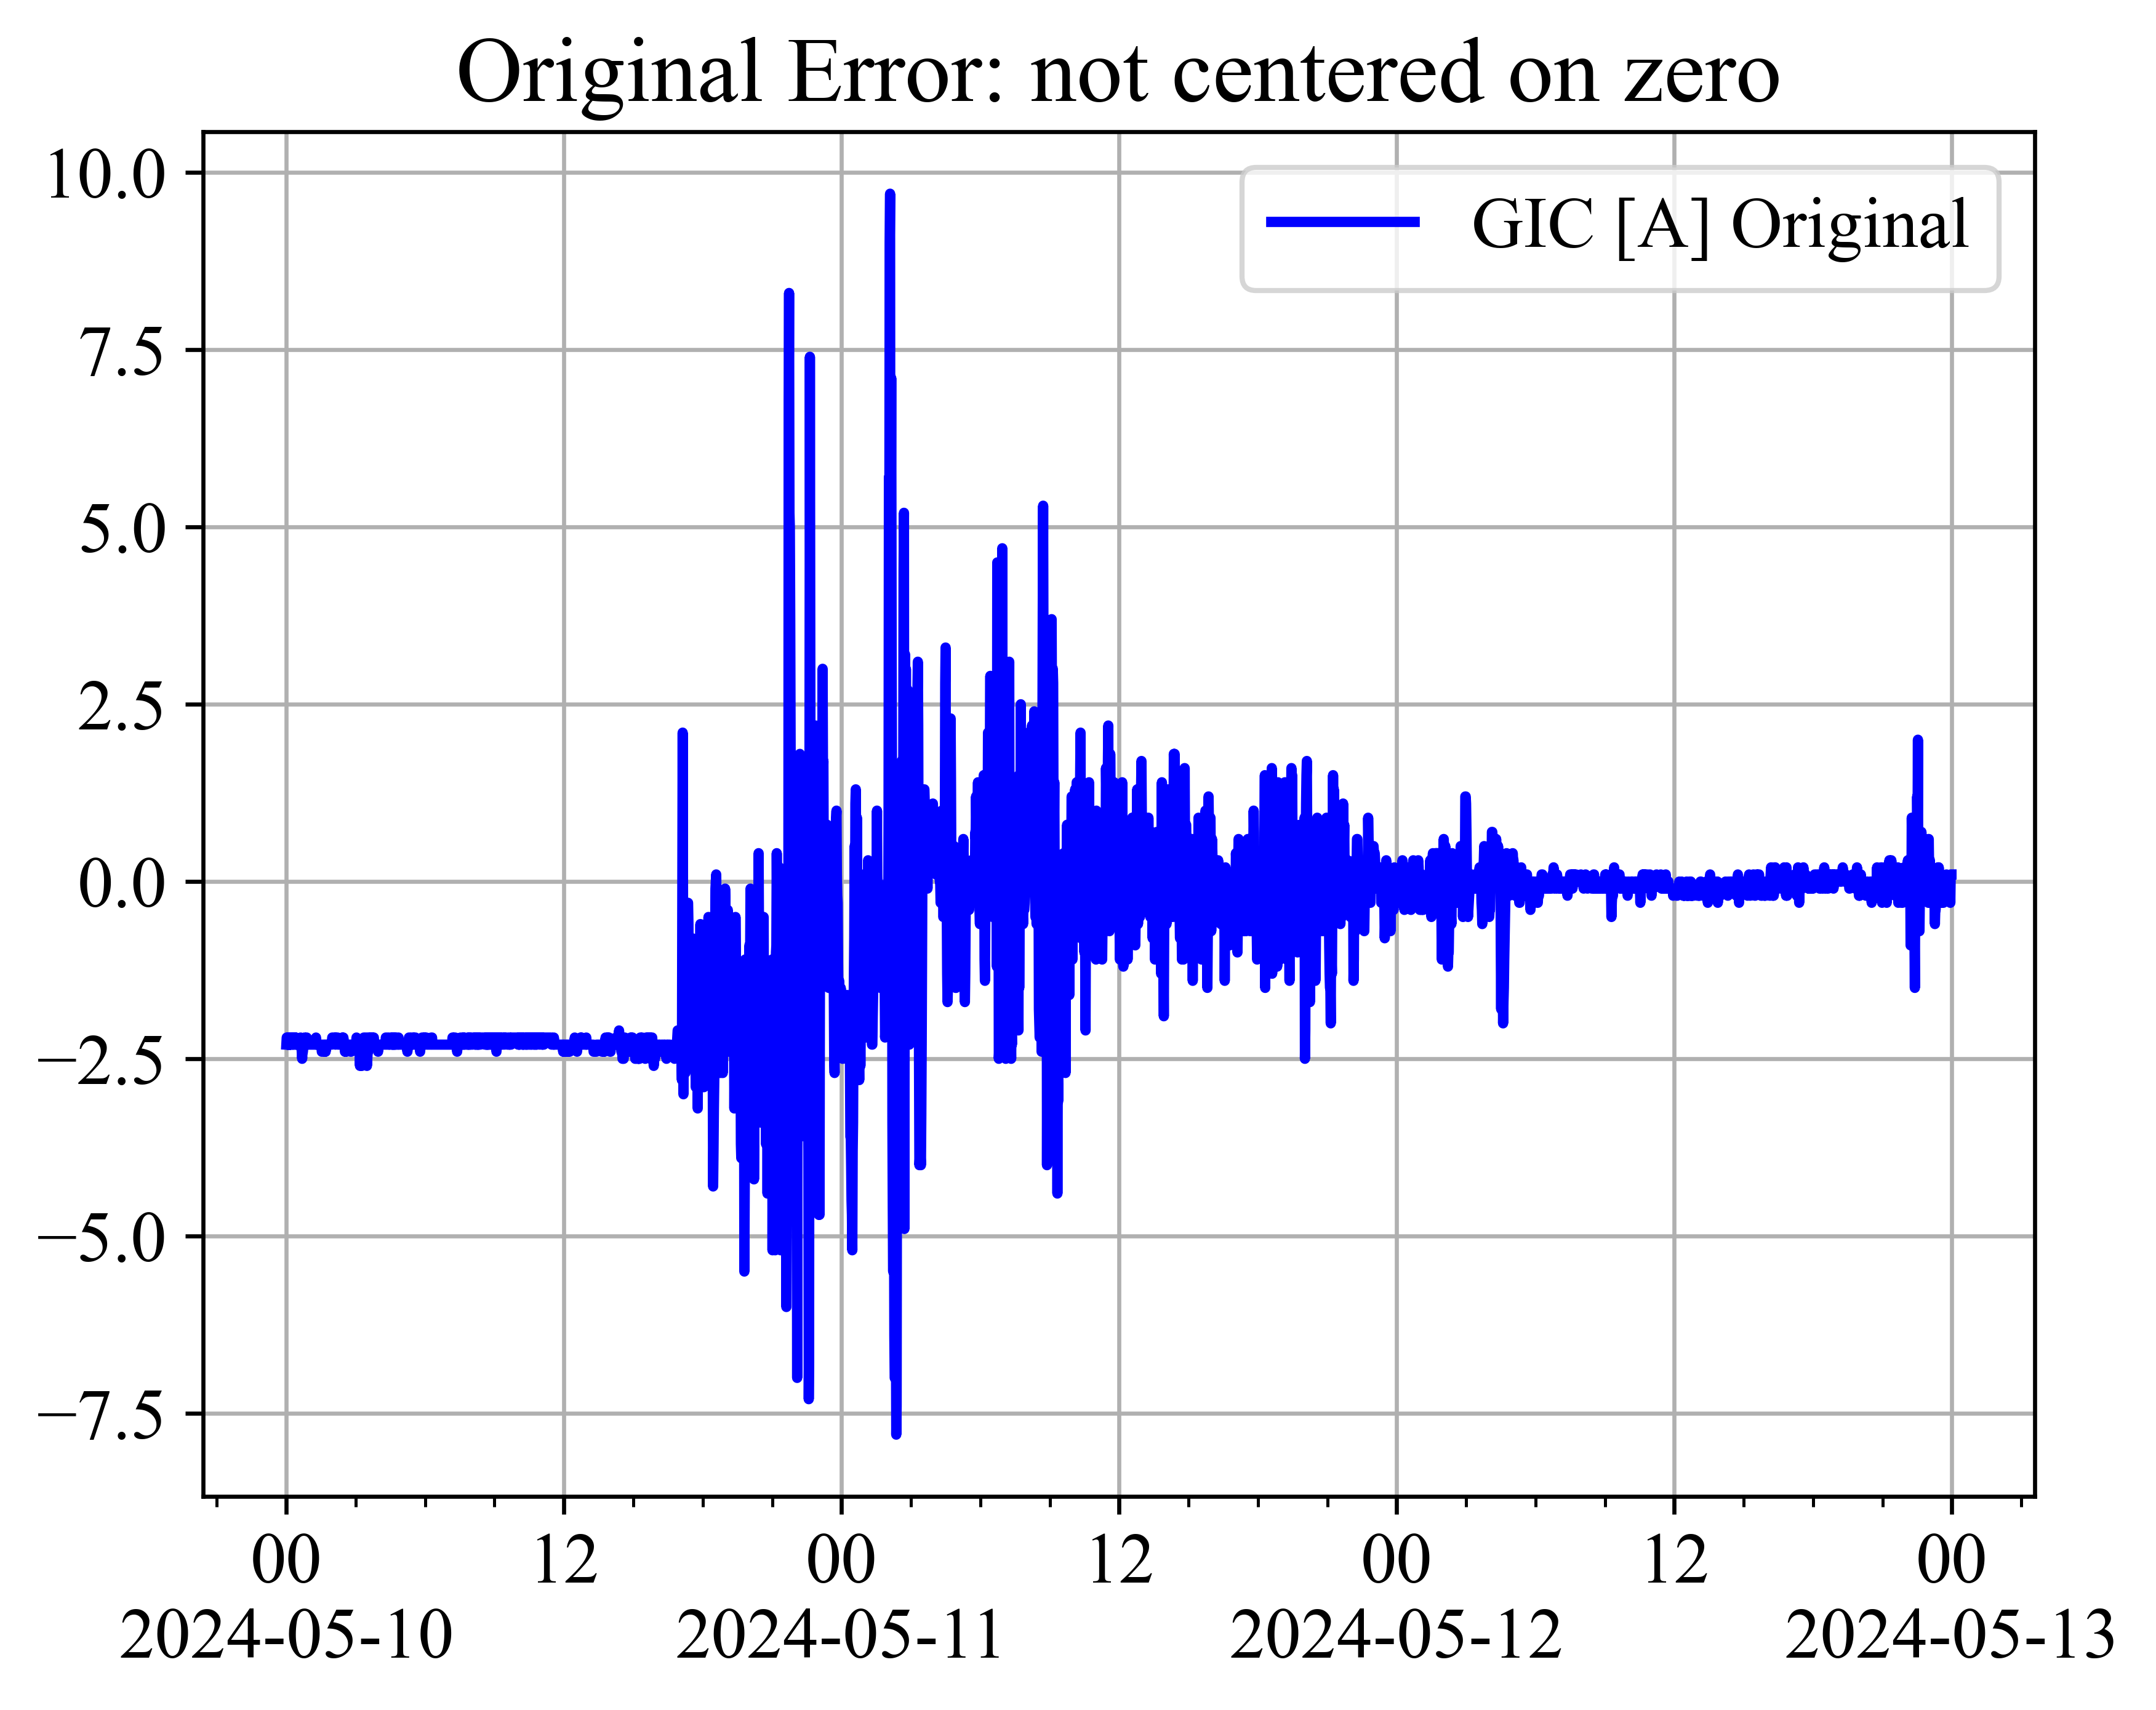 Original Error: not centered on zero
GIC [A] Original
10.0
7.5
5.0
2.5
0.0
−2.5
−5.0
−7.5
00 12 00 12 00 12 00
2024-05-10 2024-05-11 2024-05-12 2024-05-13